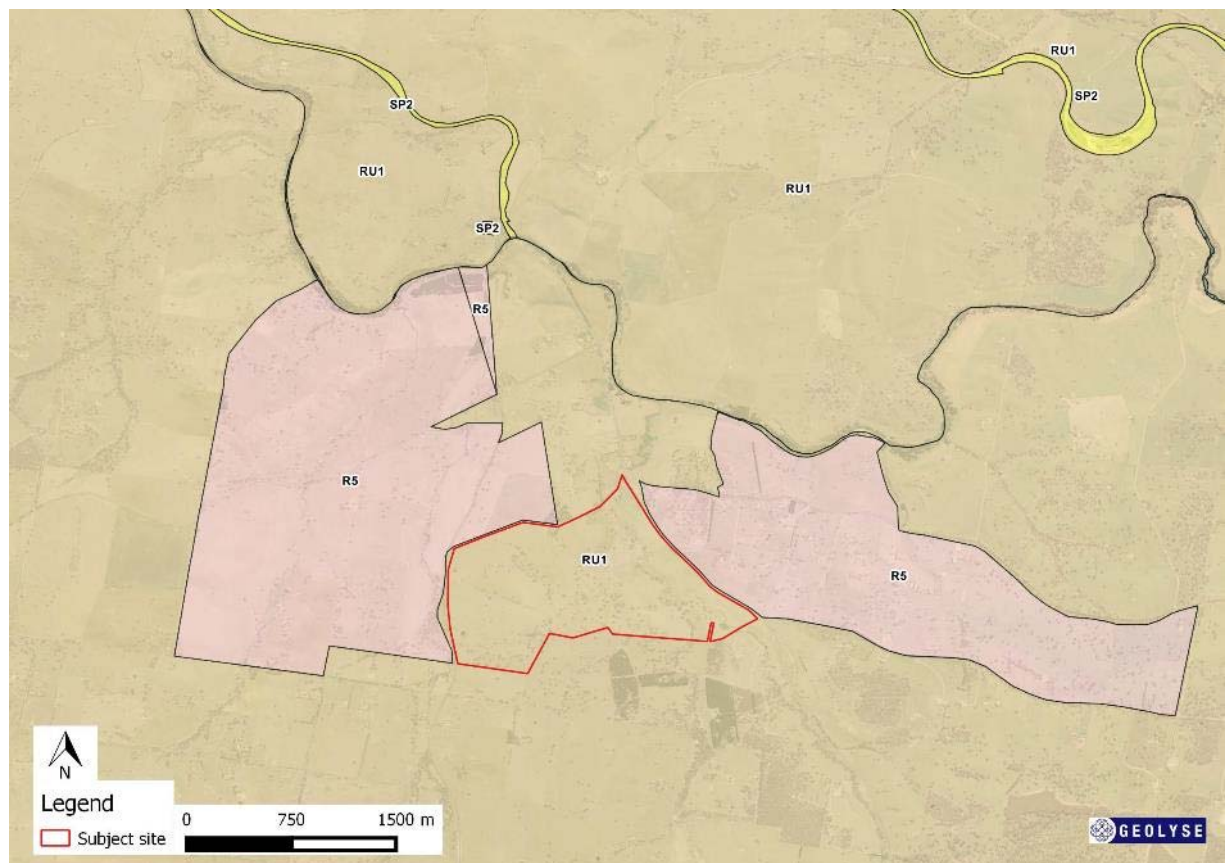 RU1
SP2
SP2
RU1
RU1
SP2
R5
R5
RU1
R5
N
Legend
0 750 1500 m
Subject site
GEOLYSE